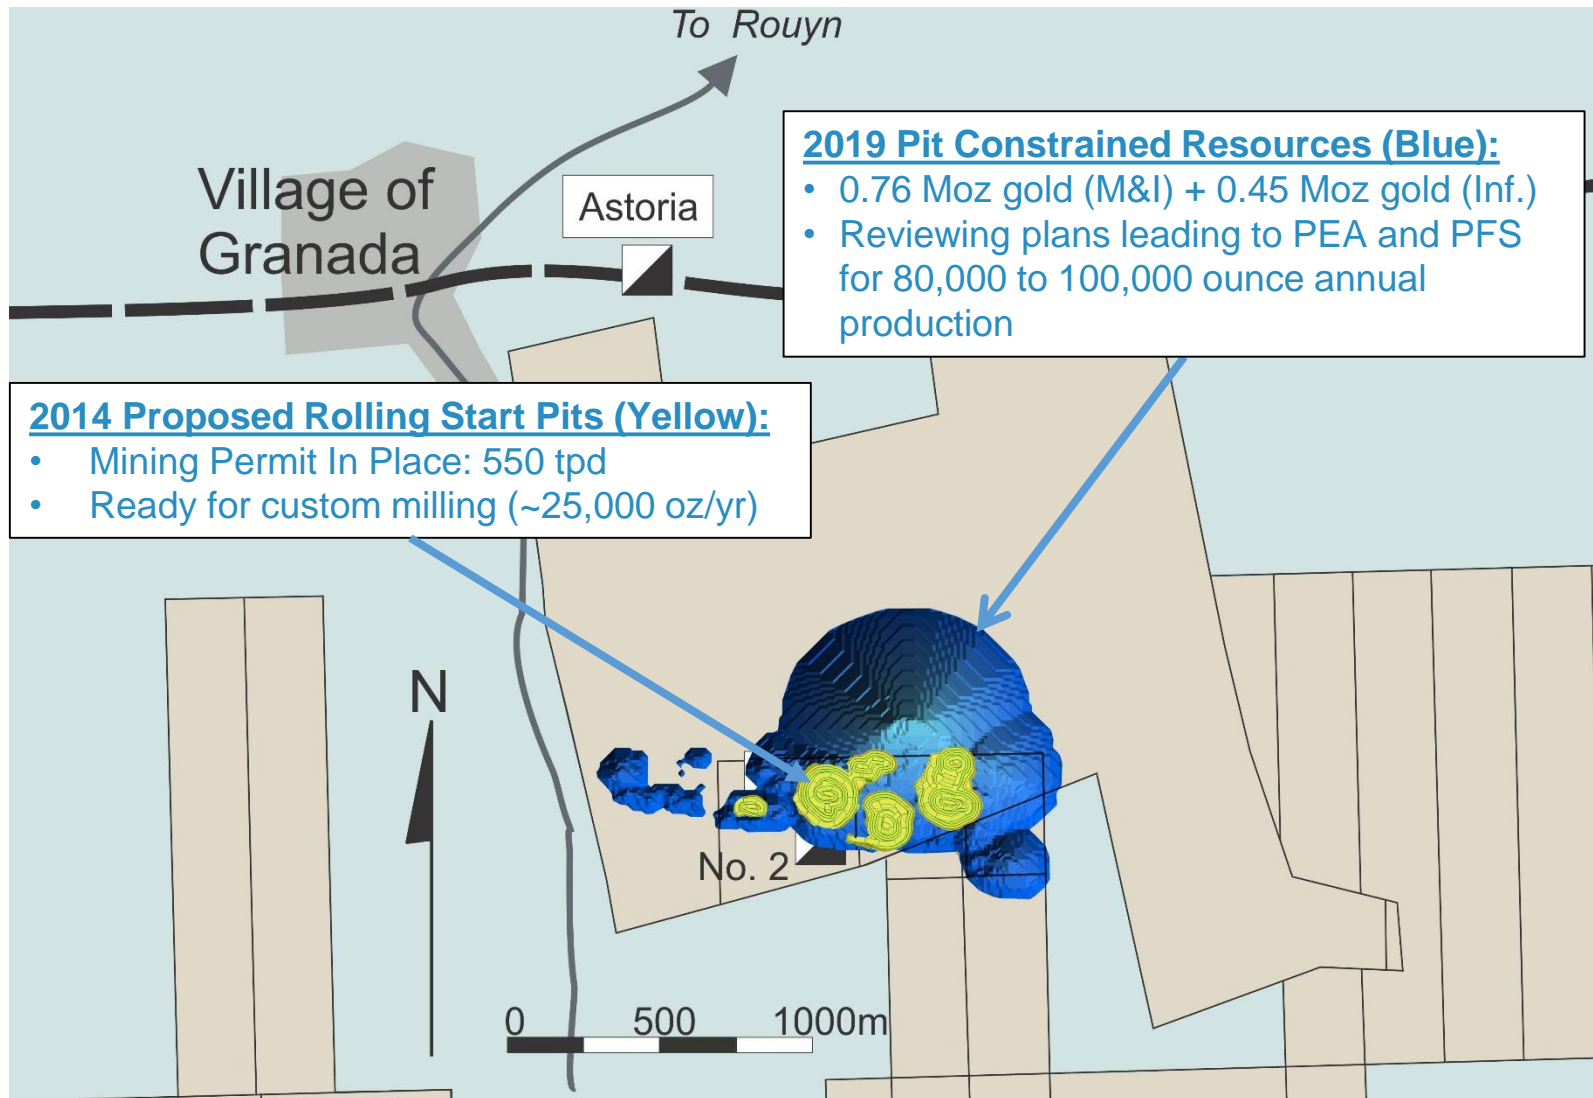 To Rouyn
Village of
Granada
Astoria
2019 Pit Constrained Resources (Blue):
• 0.76 Moz gold (M&I) + 0.45 Moz gold (Inf.)
• Reviewing plans leading to PEA and PFS
for 80,000 to 100,000 ounce annual
production
2014 Proposed Rolling Start Pits (Yellow):
• Mining Permit In Place: 550 tpd
• Ready for custom milling (~25,000 oz/yr)
N
No. 2
0 500 1000m